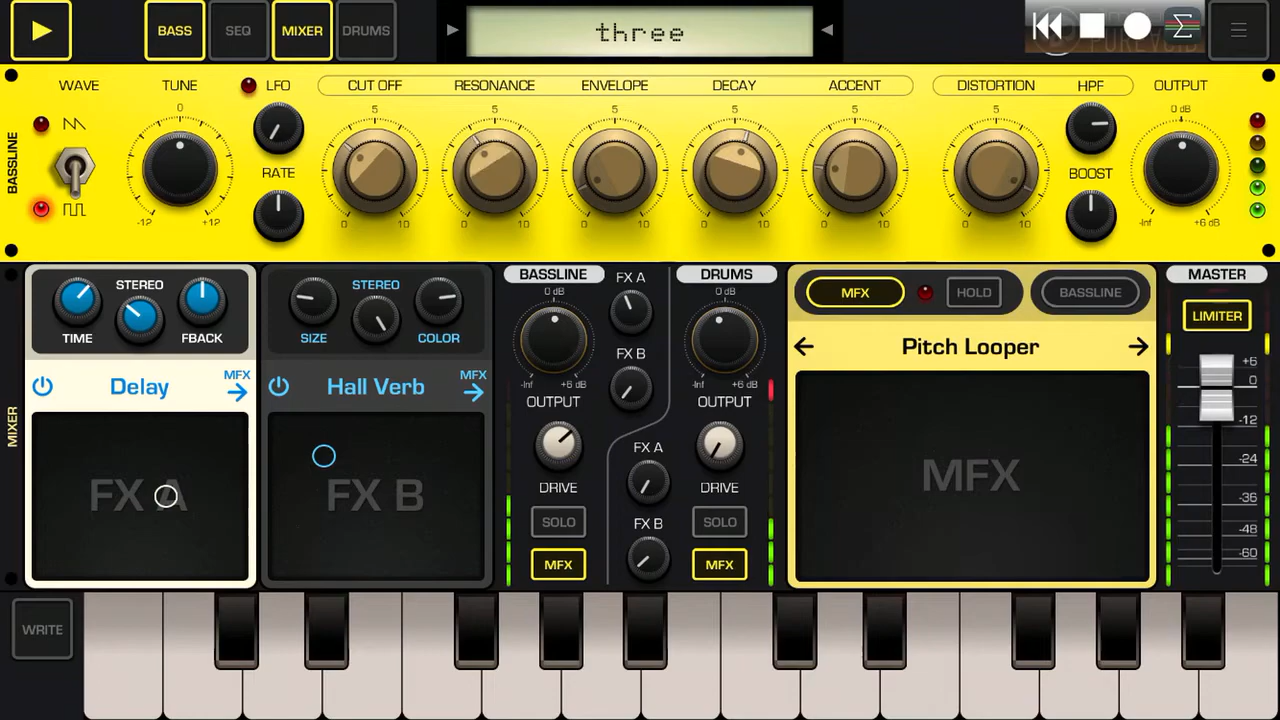 BASS SEQ MIXER DRUMS three
BASSLINE
WAVE TUNE LFO CUT OFF RESONANCE ENVELOPE DECAY ACCENT DISTORTION HPF OUTPUT
0 5 5 5 5 5 5 0 dB
RATE BOOST
-12 +12 0 10 0 10 0 10 0 10 0 10 0 10 -Inf +6 dB
MIXER
STEREO
TIME FBACK
Delay MFX
FX A
STEREO
SIZE COLOR
Hall Verb MFX
FX B
BASSLINE
0 dB
-Inf +6 dB
OUTPUT
DRIVE
SOLO
MFX
FX A
FX B
FX A
FX B
DRUMS
0 dB
-Inf +6 dB
OUTPUT
DRIVE
SOLO
MFX
MFX HOLD BASSLINE
Pitch Looper
MFX
MASTER
LIMITER
+5
0
-12
-24
-36
-48
-60
WRITE